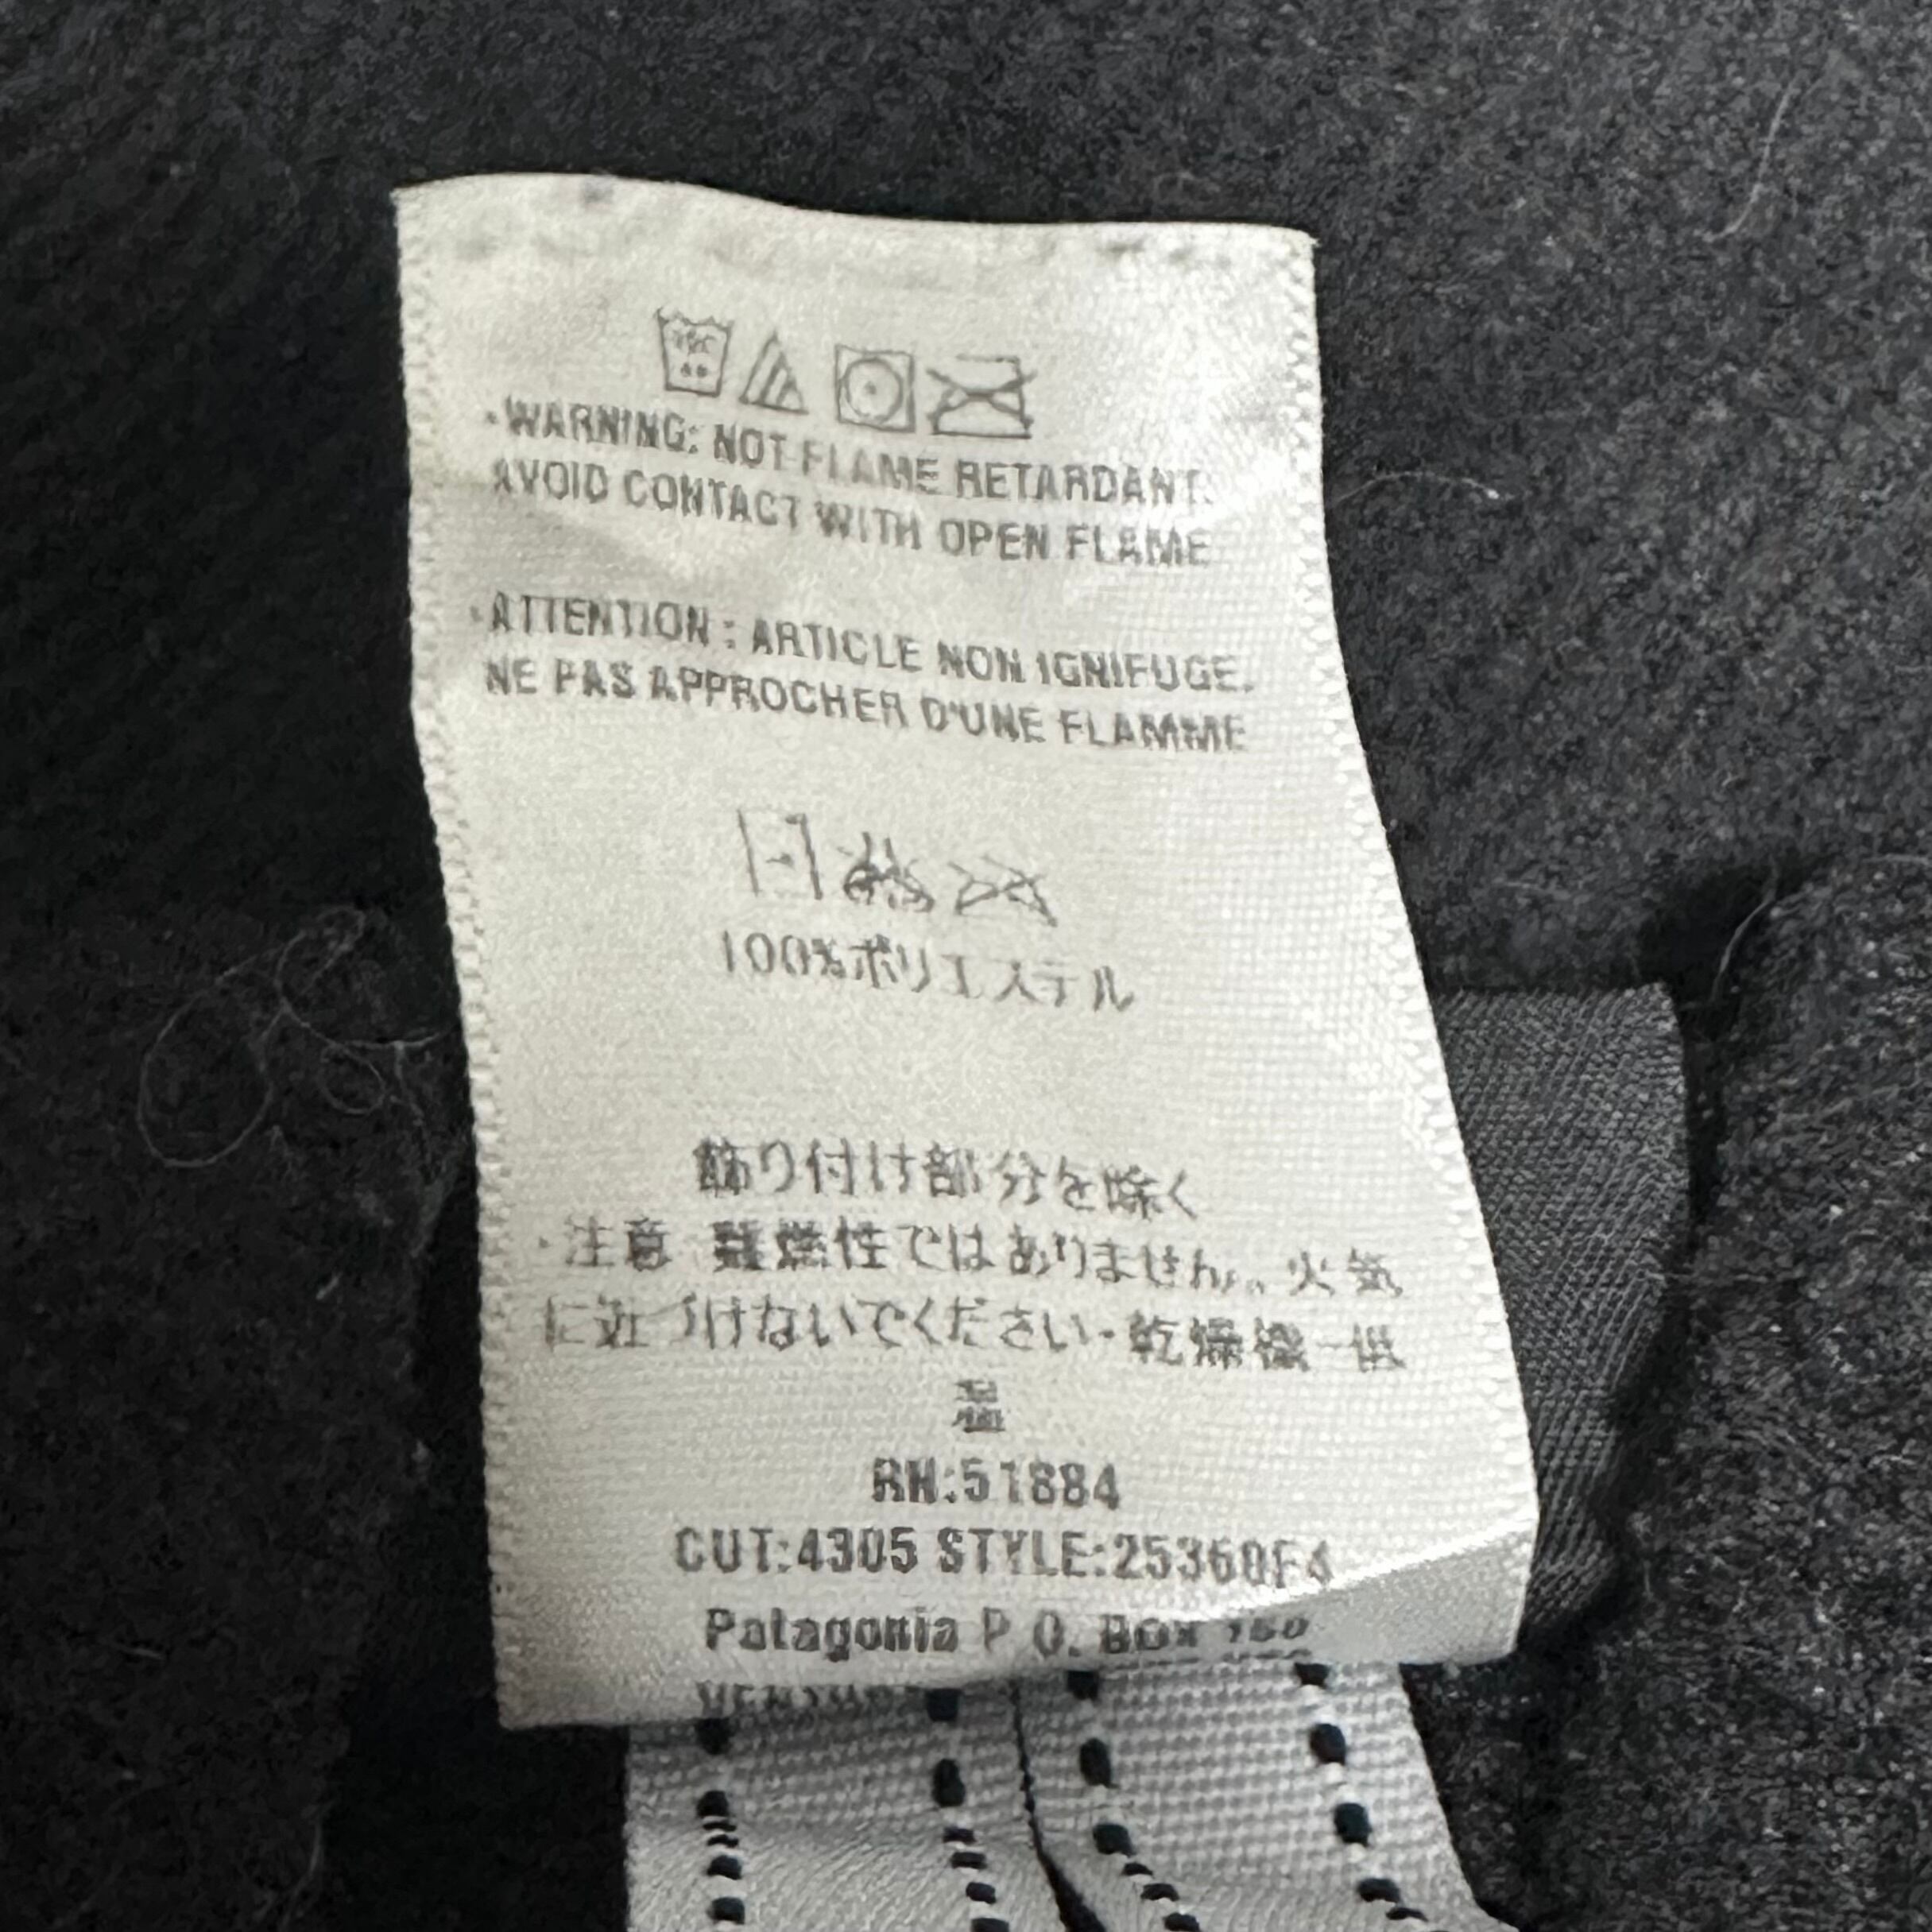 ·WARNING: NOT FLAME RETARDANT.
AVOID CONTACT WITH OPEN FLAME
·ATTENTION : ARTICLE NON IGNIFUGE.
NE PAS APPROCHER D'UNE FLAMME
100%ポリエステル
飾り付け部分を除く
·注意 難燃性ではありません。火気
に近づけないでください·乾燥機ー低
温
RN:51884
CUT:4305 STYLE:25360F4
Patagonia P.O. BOX 150